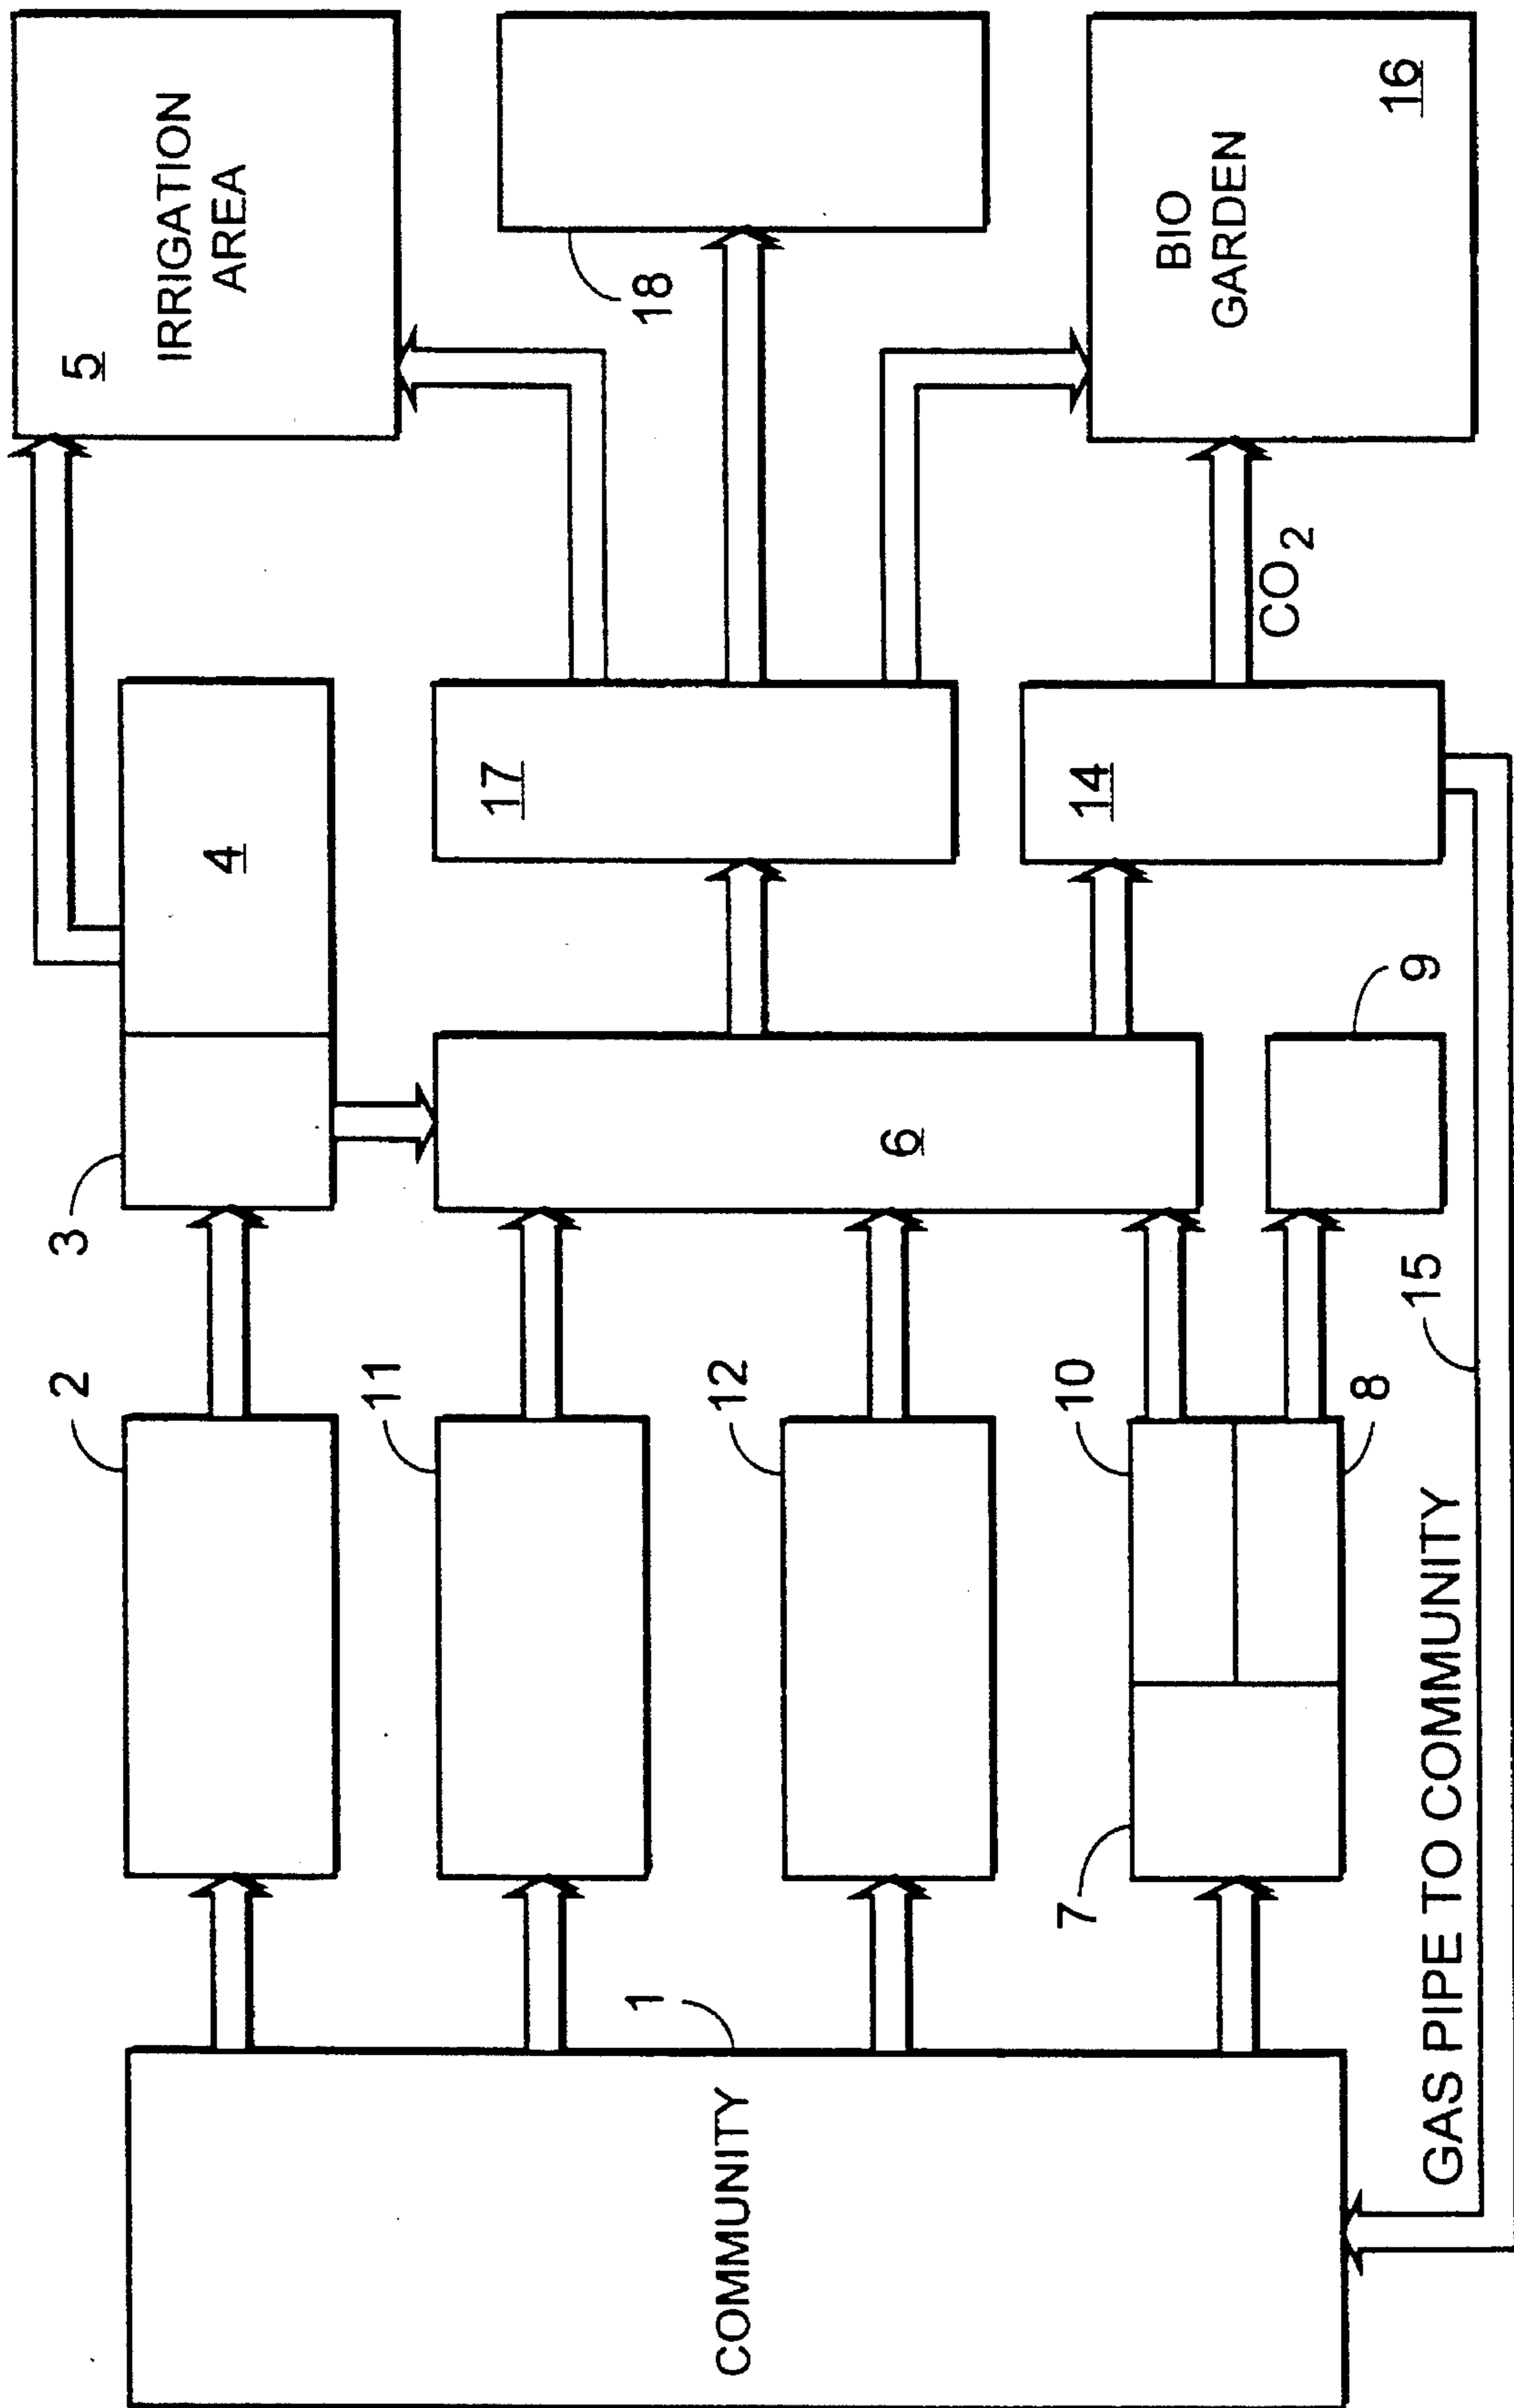 COMMUNITY
1
2
11
12
7
10
8
3
4
6
9
17
14
CO2
GAS PIPE TO COMMUNITY
15
5
IRRIGATION
AREA
18
BIO
GARDEN
16